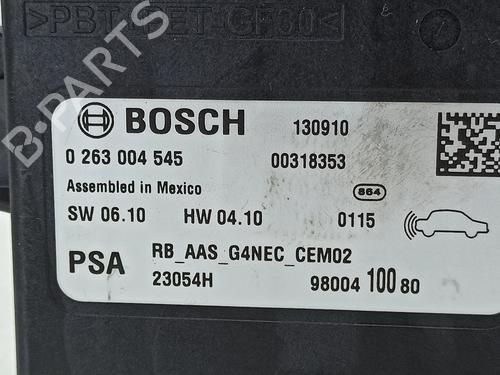 >PBT-PET-GF30<
BOSCH
130910
0 263 004 545
00318353
Assembled in Mexico
864
SW 06.10
HW 04.10
0115
PSA
RB_AAS_G4NEC_CEM02
23054H
98004 100 80
B-PARTS